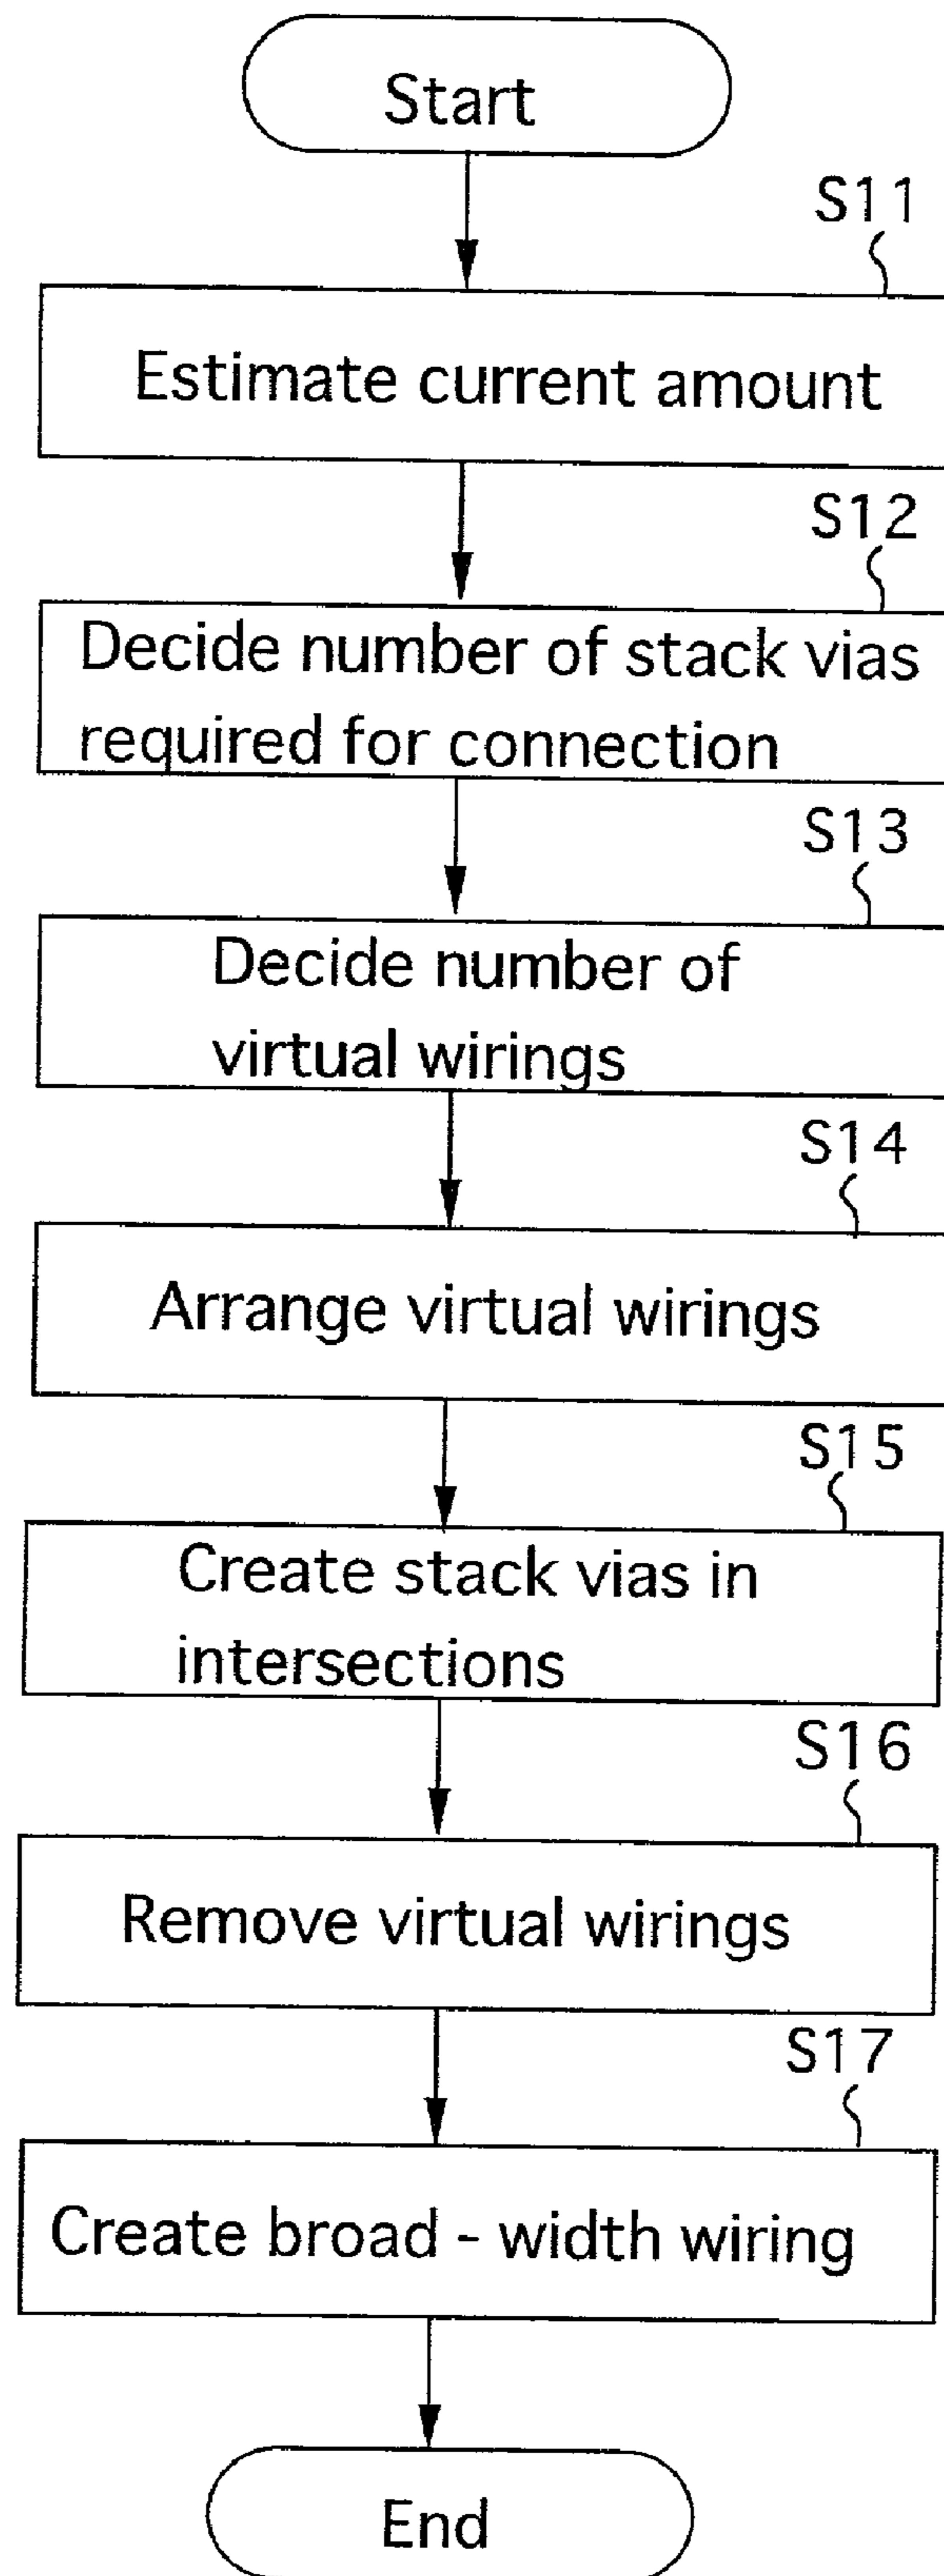 Start
S11
Estimate current amount
S12
Decide number of stack vias
required for connection
S13
Decide number of
virtual wirings
S14
Arrange virtual wirings
S15
Create stack vias in
intersections
S16
Remove virtual wirings
S17
Create broad - width wiring
End